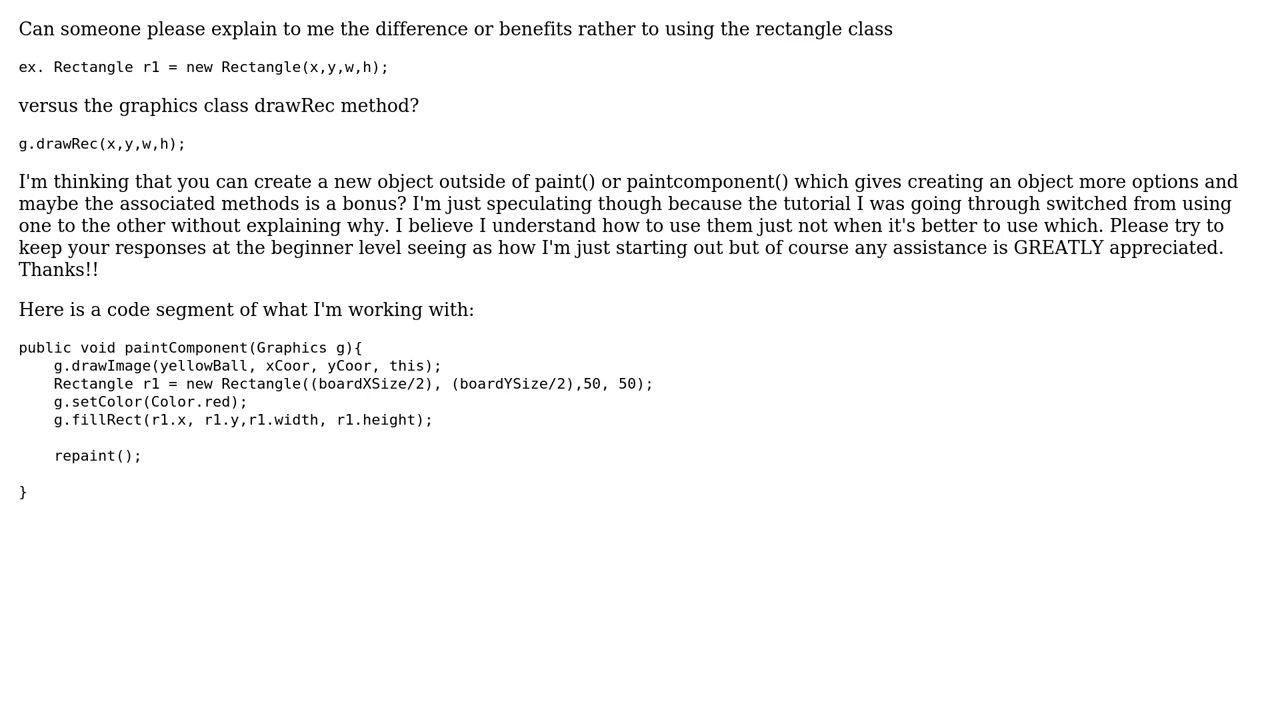 Can someone please explain to me the difference or benefits rather to using the rectangle class
ex. Rectangle r1 = new Rectangle(x,y,w,h);
versus the graphics class drawRec method?
g.drawRec(x,y,w,h);
I'm thinking that you can create a new object outside of paint() or paintcomponent() which gives creating an object more options and
maybe the associated methods is a bonus? I'm just speculating though because the tutorial I was going through switched from using
one to the other without explaining why. I believe I understand how to use them just not when it's better to use which. Please try to
keep your responses at the beginner level seeing as how I'm just starting out but of course any assistance is GREATLY appreciated.
Thanks!!
Here is a code segment of what I'm working with:
public void paintComponent(Graphics g){
    g.drawImage(yellowBall, xCoor, yCoor, this);
    Rectangle r1 = new Rectangle((boardXSize/2), (boardYSize/2),50, 50);
    g.setColor(Color.red);
    g.fillRect(r1.x, r1.y,r1.width, r1.height);
    repaint();
}